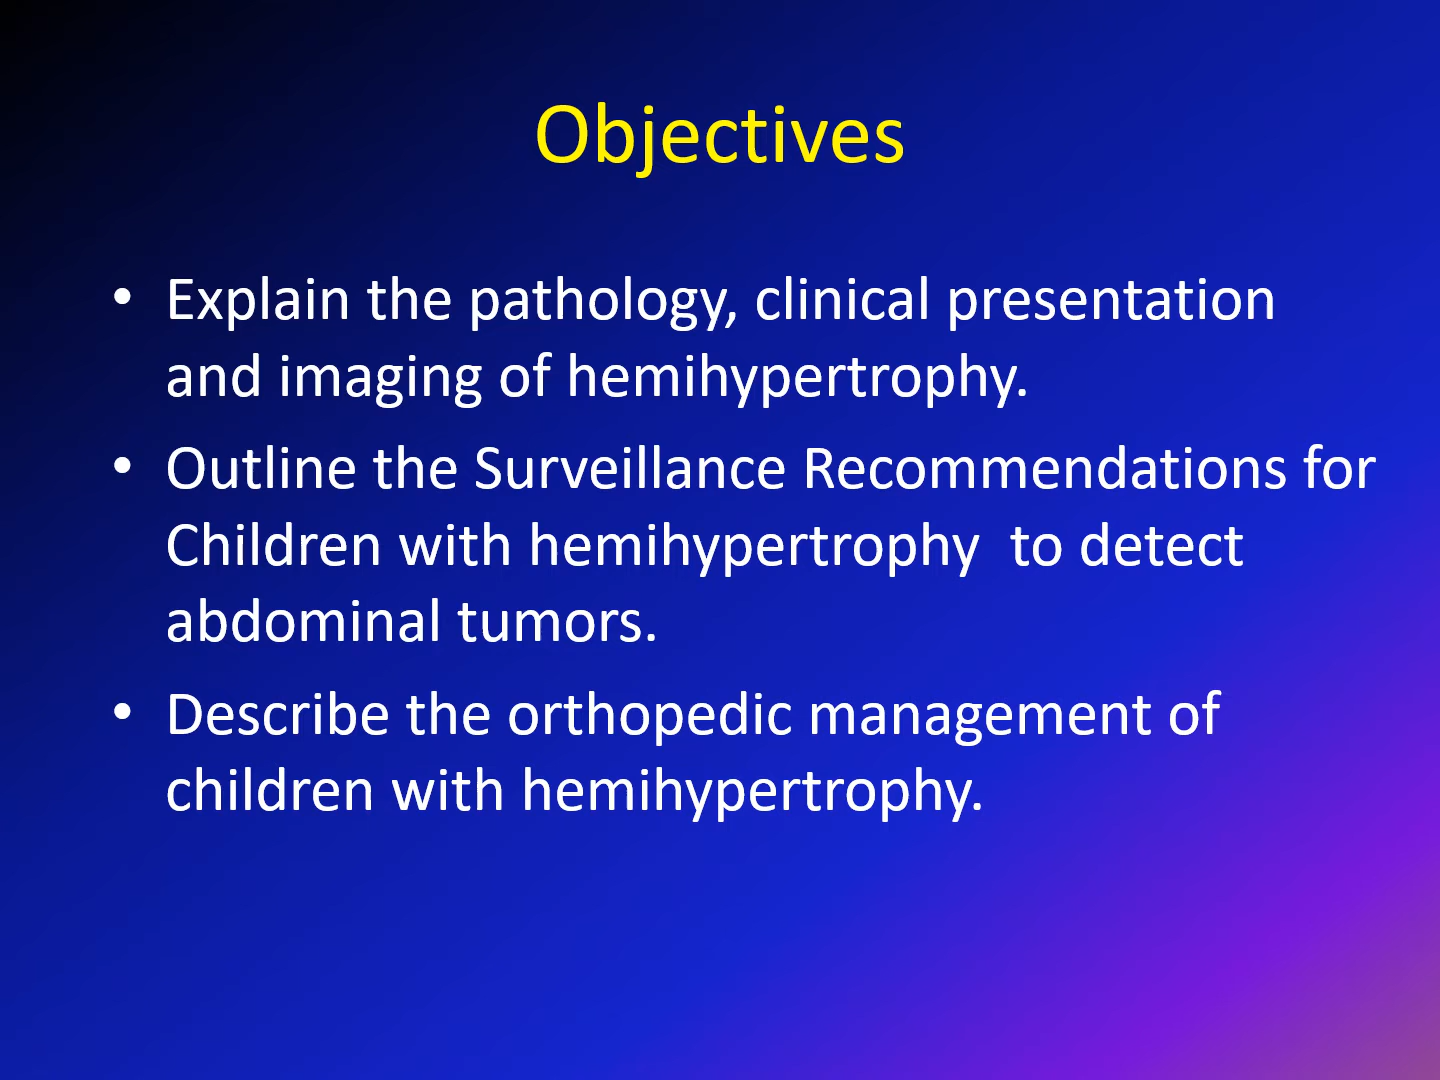 Objectives
• Explain the pathology, clinical presentation
and imaging of hemihypertrophy.
• Outline the Surveillance Recommendations for
Children with hemihypertrophy  to detect
abdominal tumors.
• Describe the orthopedic management of
children with hemihypertrophy.